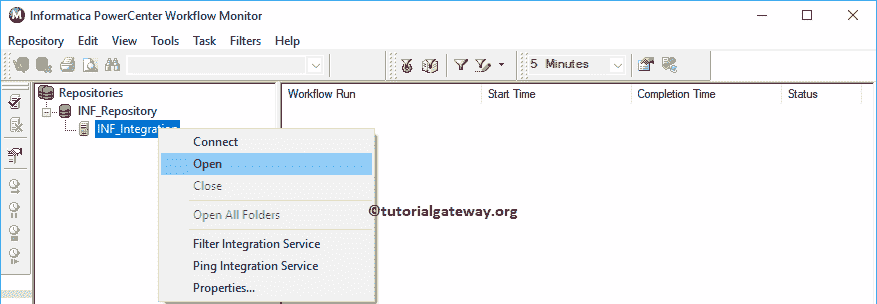 Informatica PowerCenter Workflow Monitor
Repository Edit View Tools Task Filters Help
5 Minutes
Repositories
INF_Repository
INF_Integration
Workflow Run Start Time Completion Time Status
Connect
Open
Close
Open All Folders
Filter Integration Service
Ping Integration Service
Properties...
©tutorialgateway.org